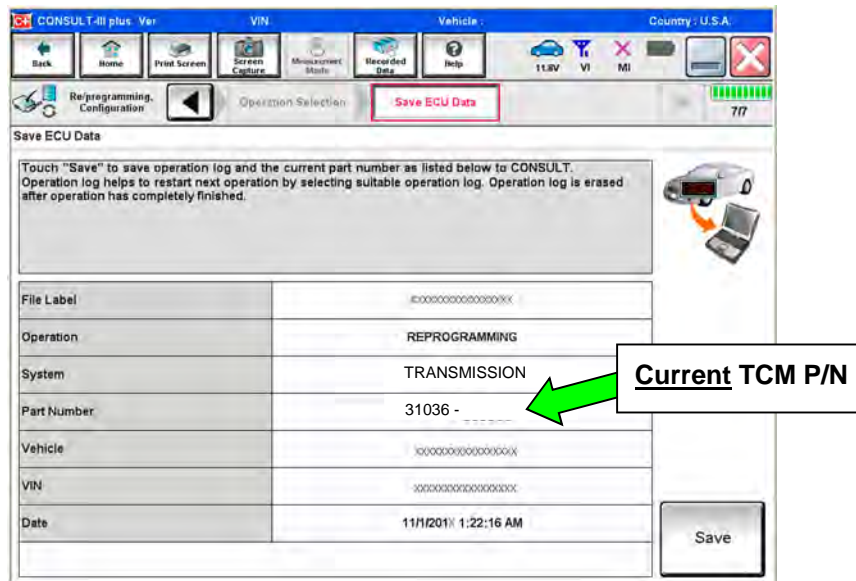 CONSULT-III plus Ver VIN Vehicle : Country : U.S.A.
Back Home Print Screen Screen Capture Measurement Mode Recorded Data Help 11.8V VI MI
Re/programming, Configuration Operation Selection Save ECU Data 7/7
Save ECU Data
Touch "Save" to save operation log and the current part number as listed below to CONSULT.
Operation log helps to restart next operation by selecting suitable operation log. Operation log is erased
after operation has completely finished.
File Label
Operation REPROGRAMMING
System TRANSMISSION
Current TCM P/N
Part Number 31036 -
Vehicle
VIN
Date 11/1/201X 1:22:16 AM
Save